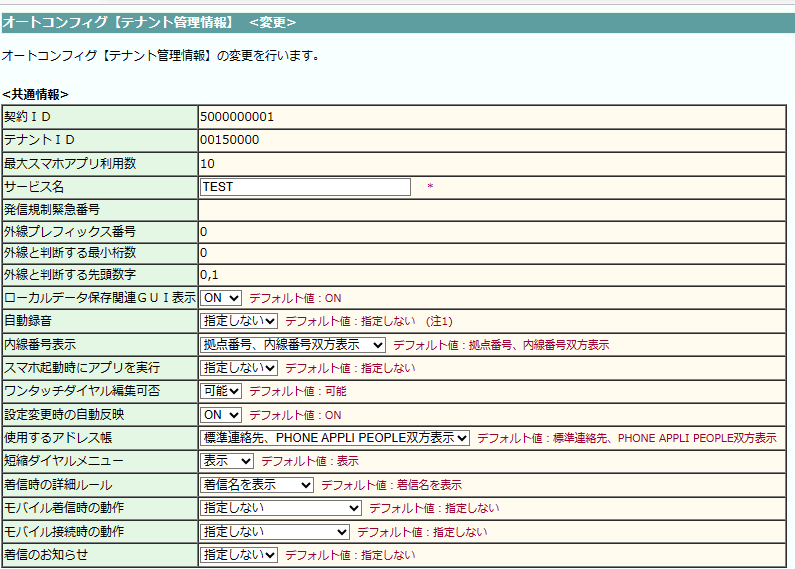 オートコンフィグ【テナント管理情報】 <変更>
オートコンフィグ【テナント管理情報】の変更を行います。
<共通情報>
契約ＩＤ 5000000001
テナントＩＤ 00150000
最大スマホアプリ利用数 10
サービス名 TEST *
発信規制緊急番号
外線プレフィックス番号 0
外線と判断する最小桁数 0
外線と判断する先頭数字 0,1
ローカルデータ保存関連ＧＵＩ表示 ON デフォルト値：ON
自動録音 指定しない デフォルト値：指定しない (注1)
内線番号表示 拠点番号、内線番号双方表示 デフォルト値：拠点番号、内線番号双方表示
スマホ起動時にアプリを実行 指定しない デフォルト値：指定しない
ワンタッチダイヤル編集可否 可能 デフォルト値：可能
設定変更時の自動反映 ON デフォルト値：ON
使用するアドレス帳 標準連絡先、PHONE APPLI PEOPLE双方表示 デフォルト値：標準連絡先、PHONE APPLI PEOPLE双方表示
短縮ダイヤルメニュー 表示 デフォルト値：表示
着信時の詳細ルール 着信名を表示 デフォルト値：着信名を表示
モバイル着信時の動作 指定しない デフォルト値：指定しない
モバイル接続時の動作 指定しない デフォルト値：指定しない
着信のお知らせ 指定しない デフォルト値：指定しない